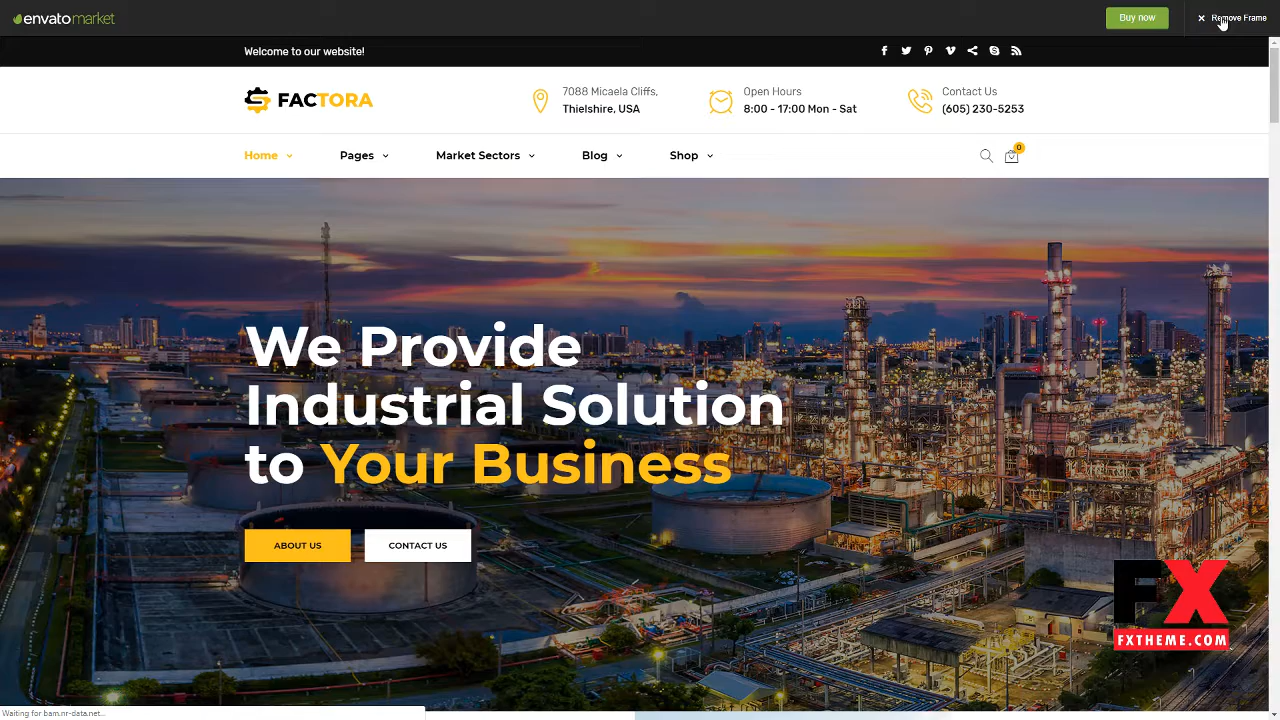 envatomarket
Buy now
× Remove Frame
Welcome to our website!
FACTORA
7088 Micaela Cliffs,
Thielshire, USA
Open Hours
8:00 - 17:00 Mon - Sat
Contact Us
(605) 230-5253
Home
Pages
Market Sectors
Blog
Shop
0
We Provide
Industrial Solution
to Your Business
ABOUT US
CONTACT US
FX
FXTHEME.COM
Waiting for bam.nr-data.net...